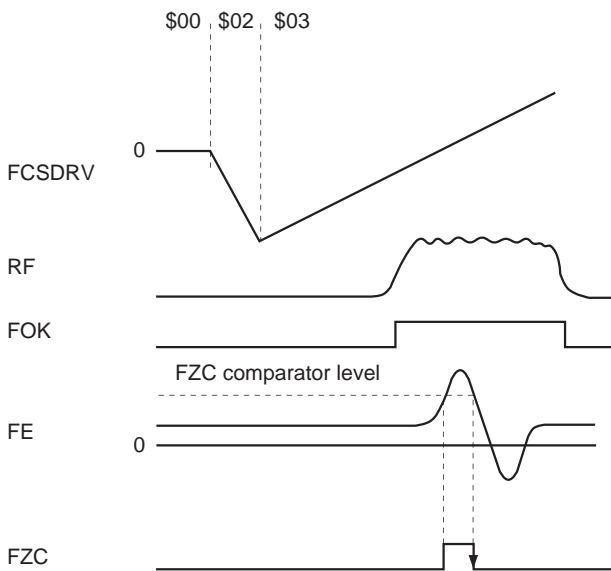 $00 $02 $03
0
FCSDRV
RF
FOK
FZC comparator level
FE
0
FZC